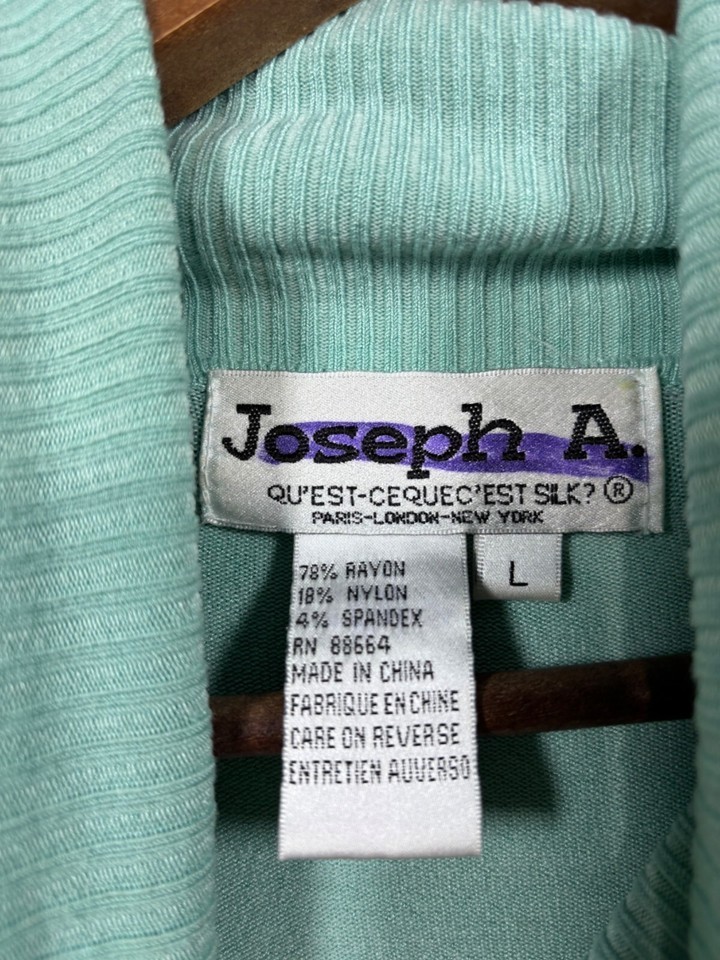 Joseph A.
QU'EST-CEQUEC'EST SILK? ®
PARIS-LONDON-NEW YORK
L
78% RAYON
18% NYLON
4% SPANDEX
RN 88664
MADE IN CHINA
FABRIQUE EN CHINE
CARE ON REVERSE
ENTRETIEN AUVERSO